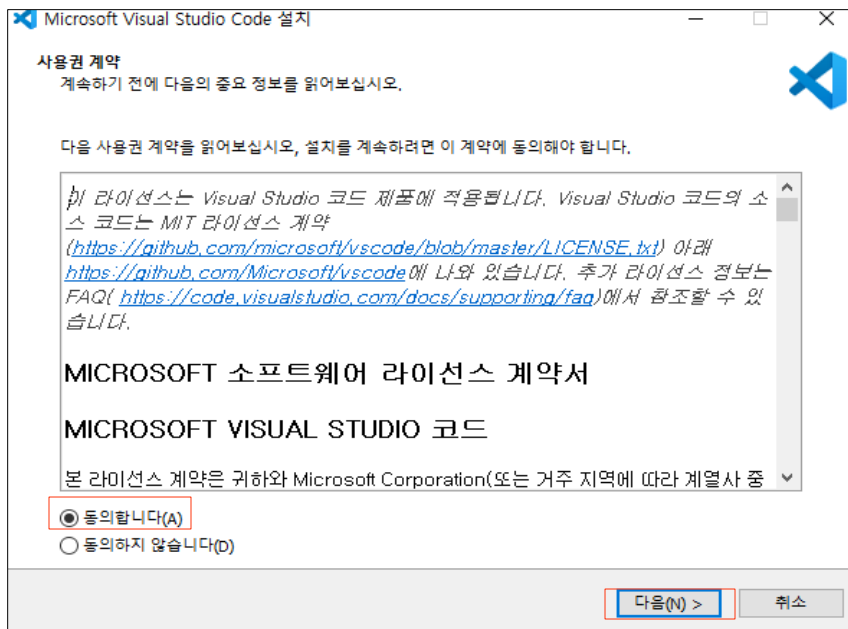 Microsoft Visual Studio Code 설치
사용권 계약
계속하기 전에 다음의 중요 정보를 읽어보십시오.
다음 사용권 계약을 읽어보십시오, 설치를 계속하려면 이 계약에 동의해야 합니다.
이 라이선스는 Visual Studio 코드 제품에 적용됩니다. Visual Studio 코드의 소
스 코드는 MIT 라이선스 계약
(https://github.com/microsoft/vscode/blob/master/LICENSE.txt) 아래
https://github.com/Microsoft/vscode에 나와 있습니다. 추가 라이선스 정보는
FAQ( https://code.visualstudio.com/docs/supporting/faq)에서 참조할 수 있
습니다.
MICROSOFT 소프트웨어 라이선스 계약서
MICROSOFT VISUAL STUDIO 코드
본 라이선스 계약은 귀하와 Microsoft Corporation(또는 거주 지역에 따라 계열사 중
동의합니다(A)
동의하지 않습니다(D)
다음(N) > 취소